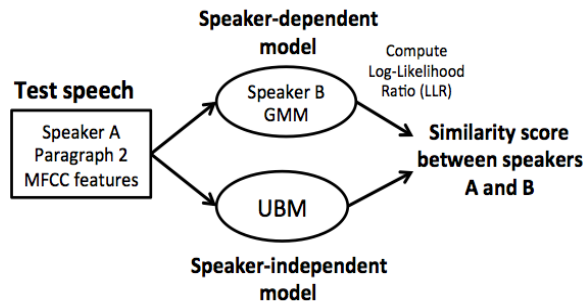 Speaker-dependent
model
Compute
Log-Likelihood
Ratio (LLR)
Test speech
Speaker A
Paragraph 2
MFCC features
Speaker B
GMM
Similarity score
between speakers
A and B
UBM
Speaker-independent
model